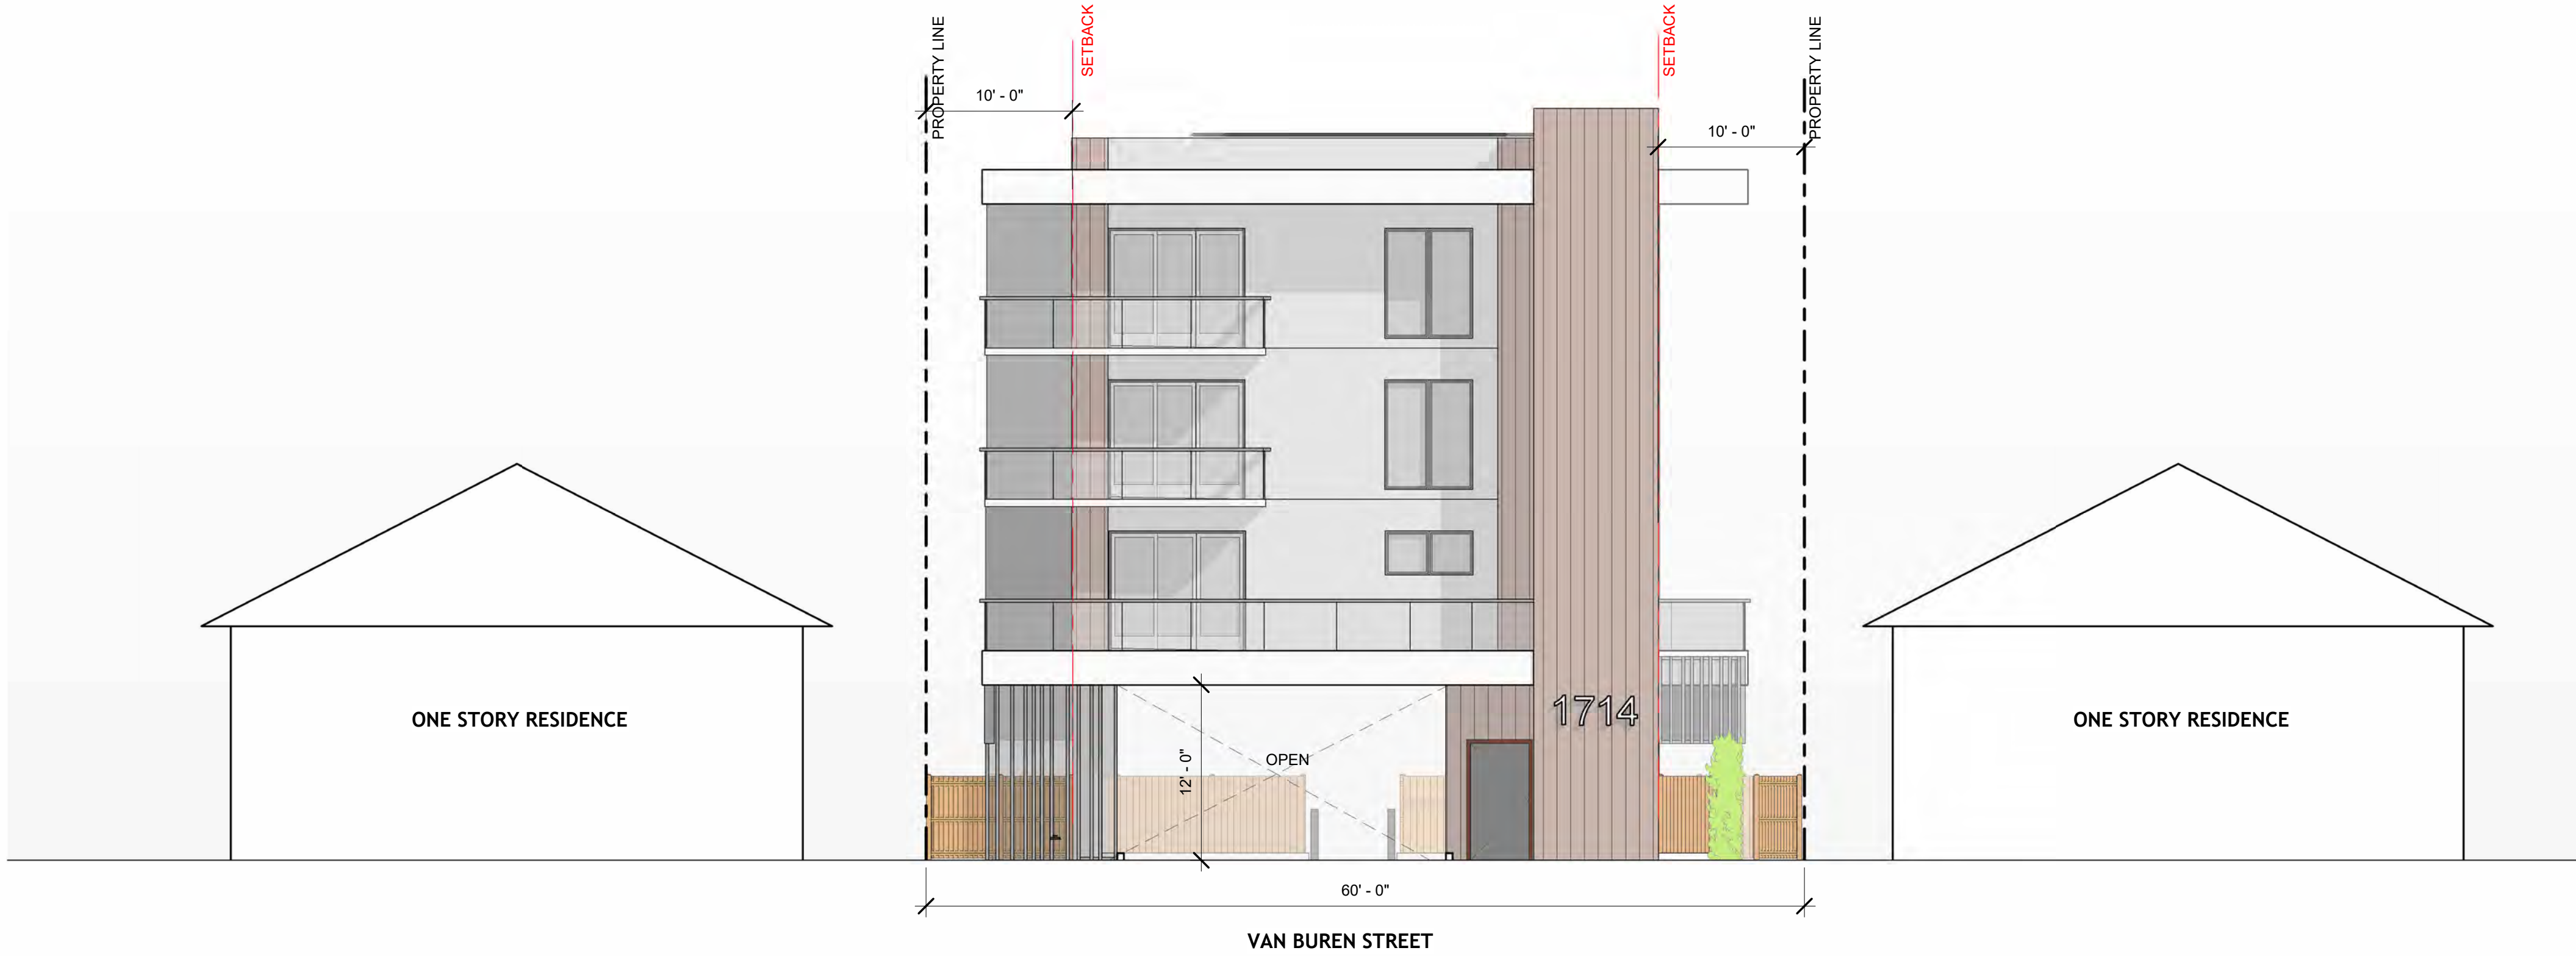 PROPERTY LINE
SETBACK
SETBACK
PROPERTY LINE
10' - 0"
10' - 0"
1714
ONE STORY RESIDENCE
ONE STORY RESIDENCE
OPEN
12' - 0"
60' - 0"
VAN BUREN STREET